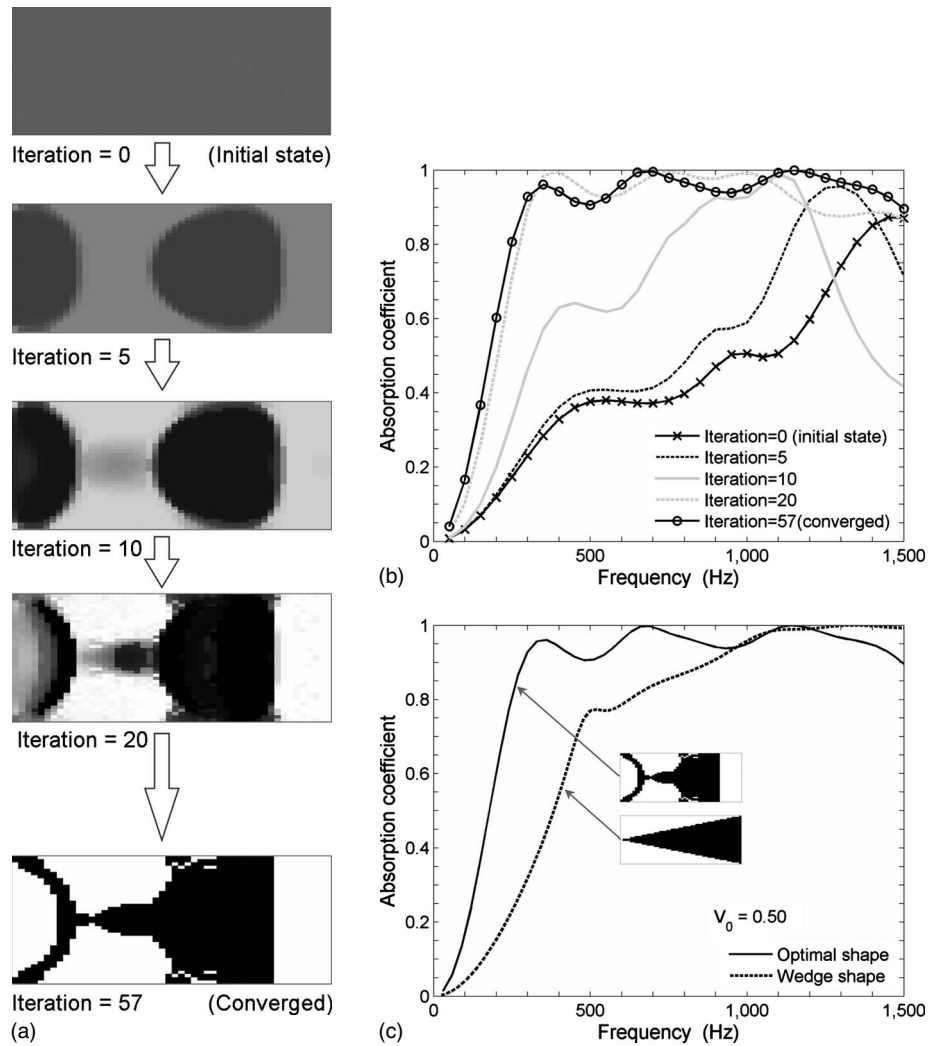 Iteration = 0 (Initial state)
Iteration = 5
Iteration = 10
Iteration = 20
Iteration = 57 (Converged)
(a)
1
0.8
0.6
0.4
0.2
0
Absorption coefficient
Iteration=0 (initial state)
Iteration=5
Iteration=10
Iteration=20
Iteration=57(converged)
0 500 1,000 1,500
Frequency (Hz)
(b)
1
0.8
0.6
0.4
0.2
0
Absorption coefficient
V0 = 0.50
Optimal shape
Wedge shape
0 500 1,000 1,500
Frequency (Hz)
(c)